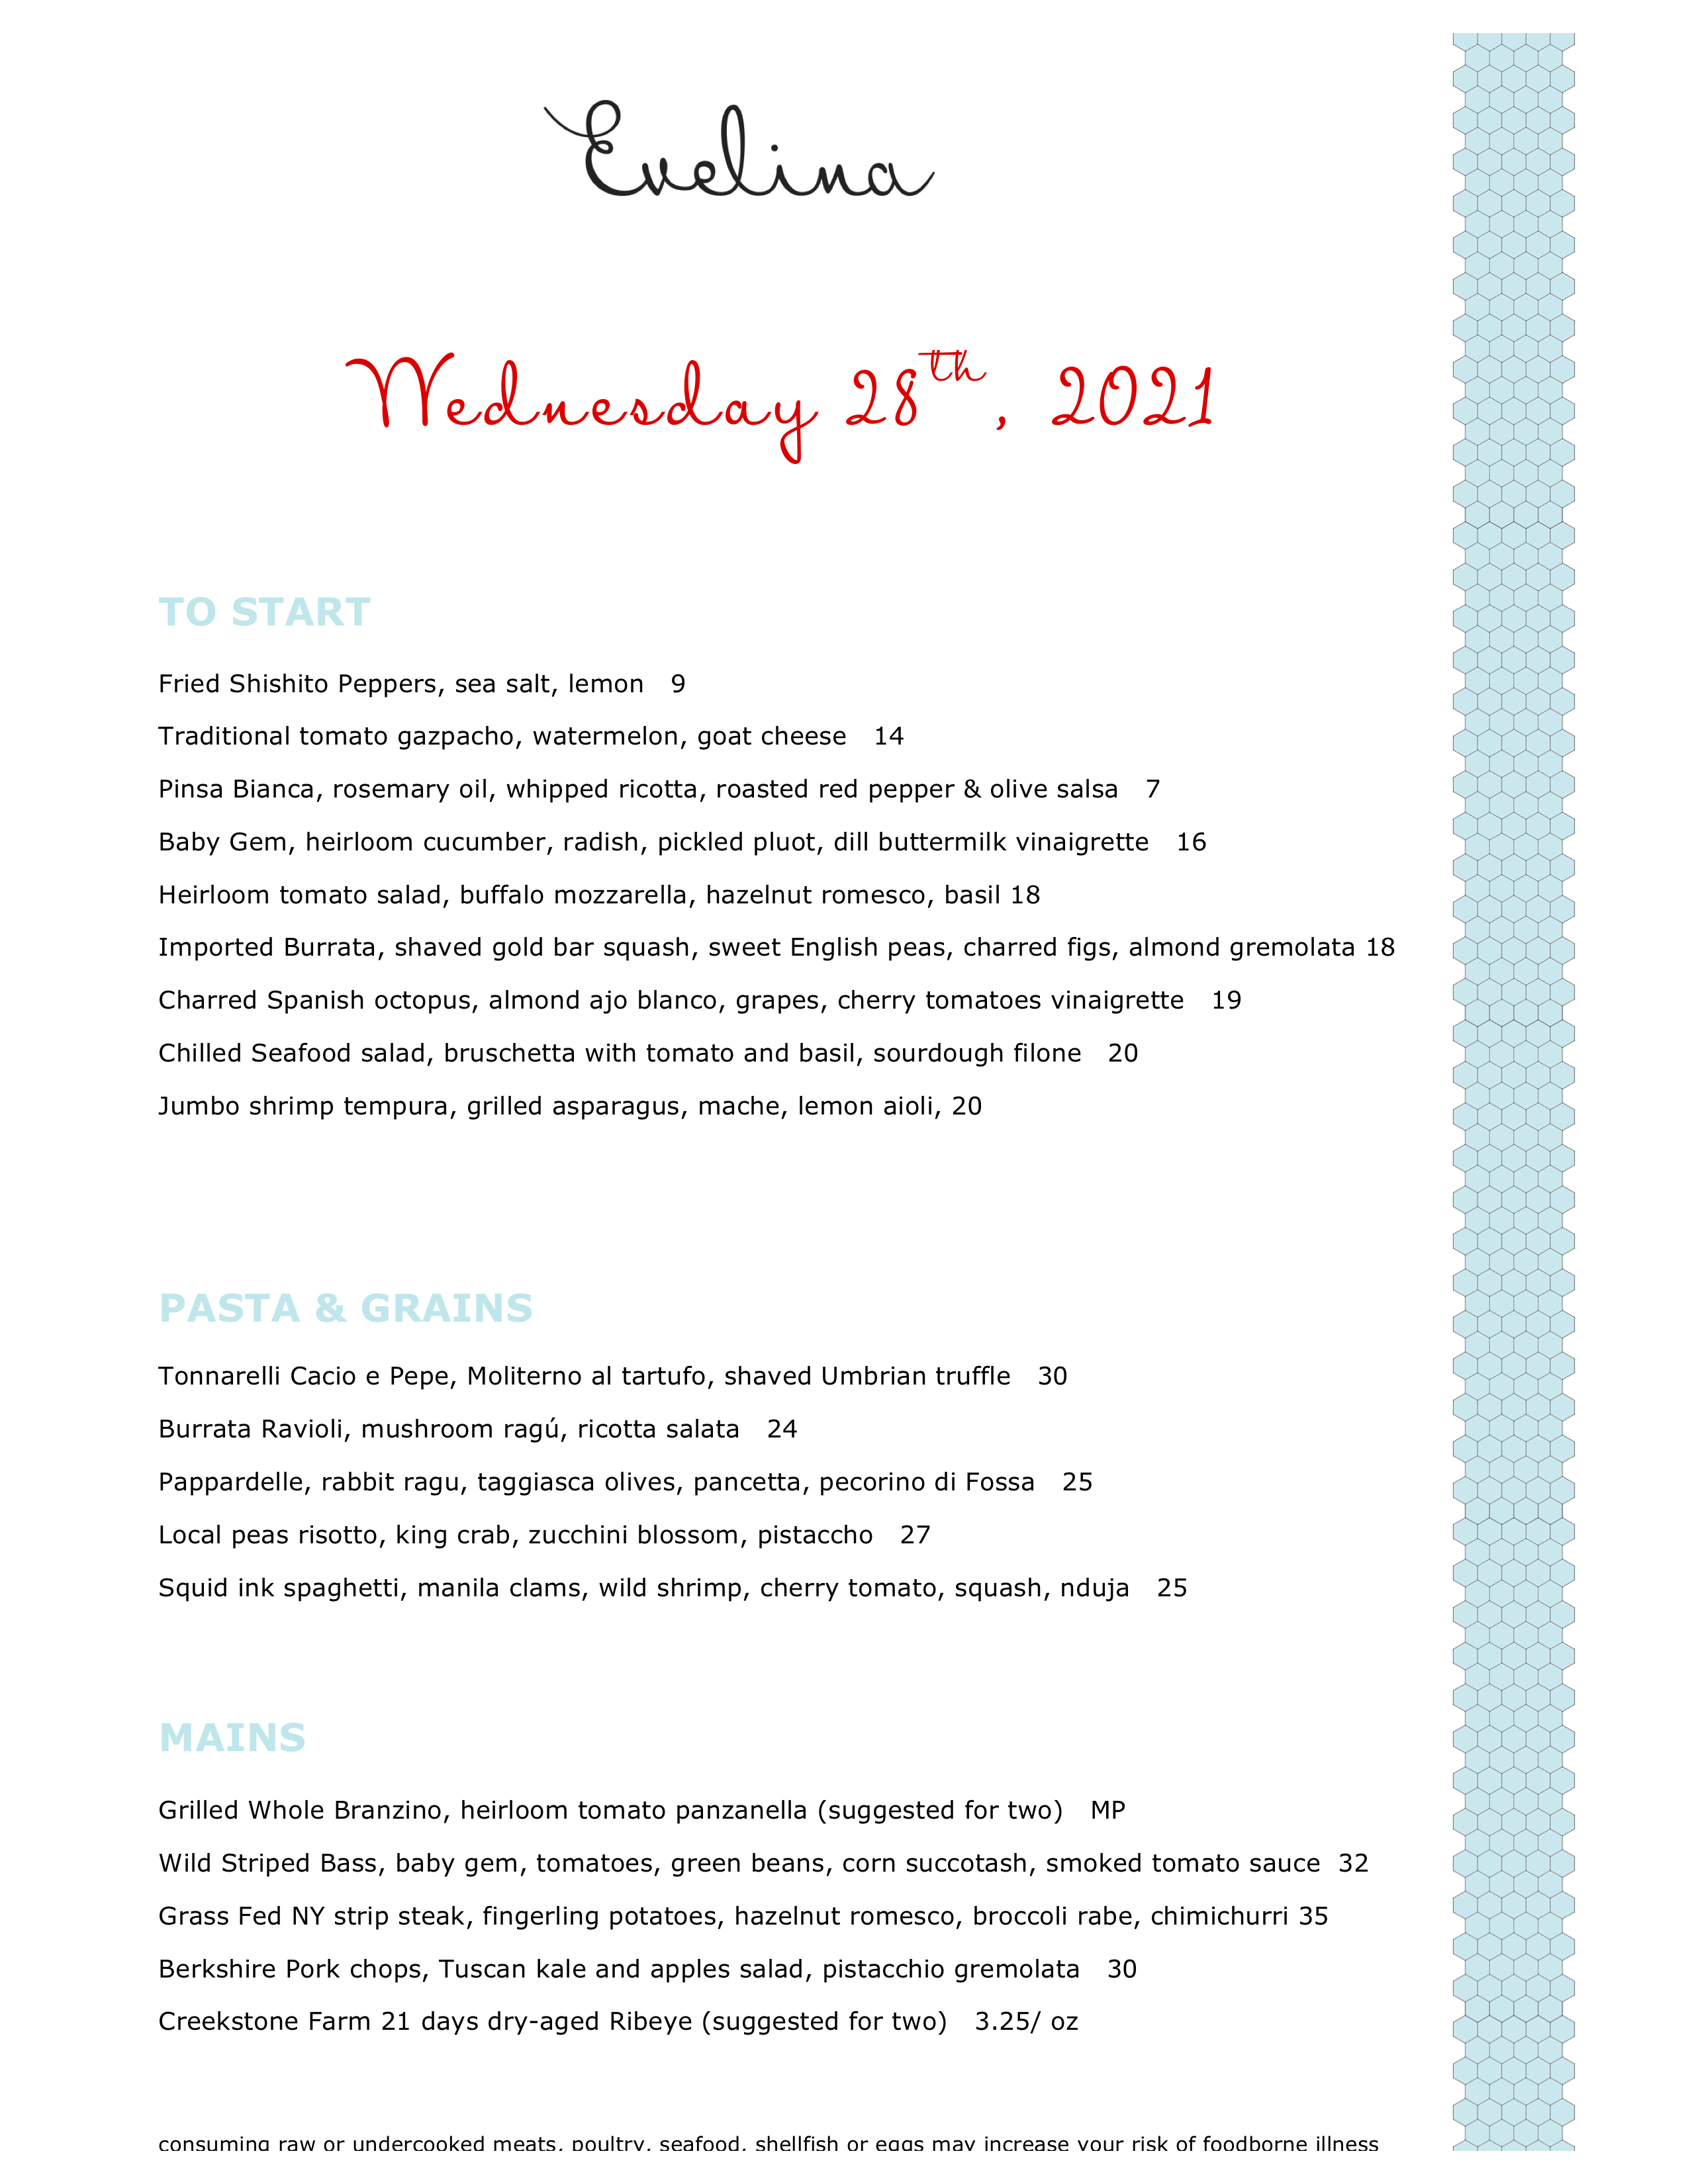 Evelina
Wednesday 28th, 2021
TO START
Fried Shishito Peppers, sea salt, lemon 9
Traditional tomato gazpacho, watermelon, goat cheese 14
Pinsa Bianca, rosemary oil, whipped ricotta, roasted red pepper & olive salsa 7
Baby Gem, heirloom cucumber, radish, pickled pluot, dill buttermilk vinaigrette 16
Heirloom tomato salad, buffalo mozzarella, hazelnut romesco, basil 18
Imported Burrata, shaved gold bar squash, sweet English peas, charred figs, almond gremolata 18
Charred Spanish octopus, almond ajo blanco, grapes, cherry tomatoes vinaigrette 19
Chilled Seafood salad, bruschetta with tomato and basil, sourdough filone 20
Jumbo shrimp tempura, grilled asparagus, mache, lemon aioli, 20
PASTA & GRAINS
Tonnarelli Cacio e Pepe, Moliterno al tartufo, shaved Umbrian truffle 30
Burrata Ravioli, mushroom ragú, ricotta salata 24
Pappardelle, rabbit ragu, taggiasca olives, pancetta, pecorino di Fossa 25
Local peas risotto, king crab, zucchini blossom, pistaccho 27
Squid ink spaghetti, manila clams, wild shrimp, cherry tomato, squash, nduja 25
MAINS
Grilled Whole Branzino, heirloom tomato panzanella (suggested for two) MP
Wild Striped Bass, baby gem, tomatoes, green beans, corn succotash, smoked tomato sauce 32
Grass Fed NY strip steak, fingerling potatoes, hazelnut romesco, broccoli rabe, chimichurri 35
Berkshire Pork chops, Tuscan kale and apples salad, pistacchio gremolata 30
Creekstone Farm 21 days dry-aged Ribeye (suggested for two) 3.25/ oz
consuming raw or undercooked meats, poultry, seafood, shellfish or eggs may increase your risk of foodborne illness